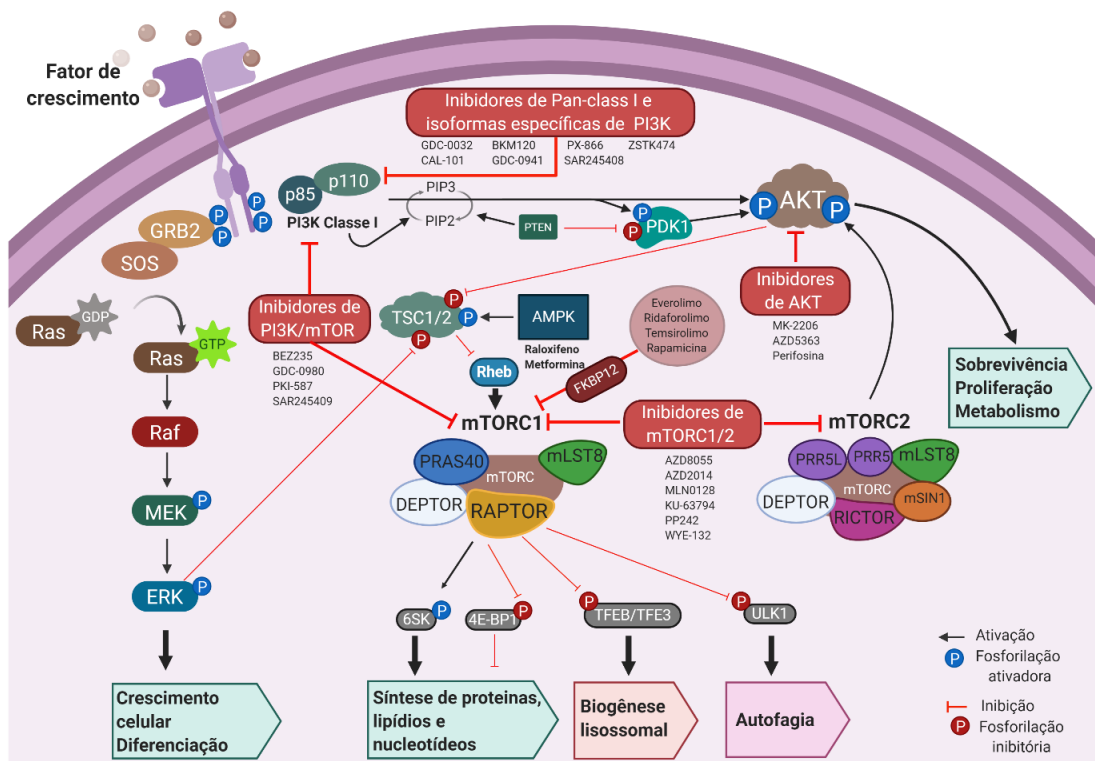 Fator de
crescimento
Inibidores de Pan-class I e
isoformas específicas de PI3K
GDC-0032 BKM120 PX-866 ZSTK474
CAL-101 GDC-0941 SAR245408
p85
p110
PI3K Classe I
PIP3
PIP2
PTEN
P
P
PDK1
P
AKT
P
P
P
P
P
GRB2
SOS
Ras
GDP
Ras
GTP
Raf
MEK
P
ERK
P
Crescimento
celular
Diferenciação
Inibidores de
PI3K/mTOR
BEZ235
GDC-0980
PKI-587
SAR245409
P
TSC1/2
P
P
AMPK
Raloxifeno
Metformina
Rheb
Everolimo
Ridaforolimo
Temsirolimo
Rapamicina
FKBP12
Inibidores
de AKT
MK-2206
AZD5363
Perifosina
Sobrevivência
Proliferação
Metabolismo
mTORC1
Inibidores de
mTORC1/2
AZD8055
AZD2014
MLN0128
KU-63794
PP242
WYE-132
mTORC2
PRAS40
mLST8
mTORC
DEPTOR
RAPTOR
PRR5L
PRR5
mLST8
mTORC
DEPTOR
mSIN1
RICTOR
6SK
P
4E-BP1
P
P
TFEB/TFE3
P
ULK1
Síntese de proteinas,
lipídios e
nucleotídeos
Biogênese
lisossomal
Autofagia
Ativação
P
Fosforilação
ativadora
Inibição
P
Fosforilação
inibitória